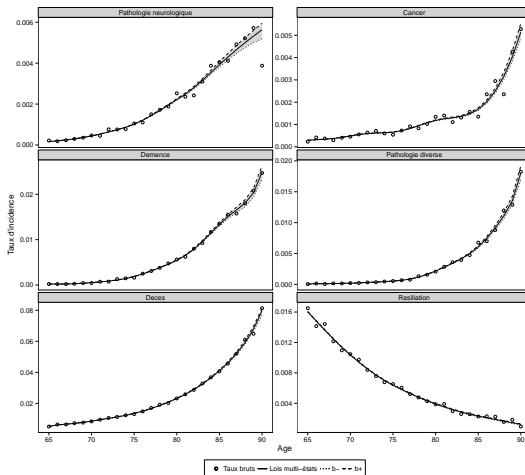 Pathologie neurologique
Cancer
0.006
0.004
0.002
0.000
0.005
0.004
0.003
0.002
0.001
0.000
Demence
Pathologie diverse
Taux d'incidence
0.02
0.01
0.00
0.020
0.015
0.010
0.005
0.000
Deces
Resiliation
0.08
0.06
0.04
0.02
0.016
0.012
0.008
0.004
65 70 75 80 85 90
65 70 75 80 85 90
Age
Taux bruts Lois multi−états b− b+